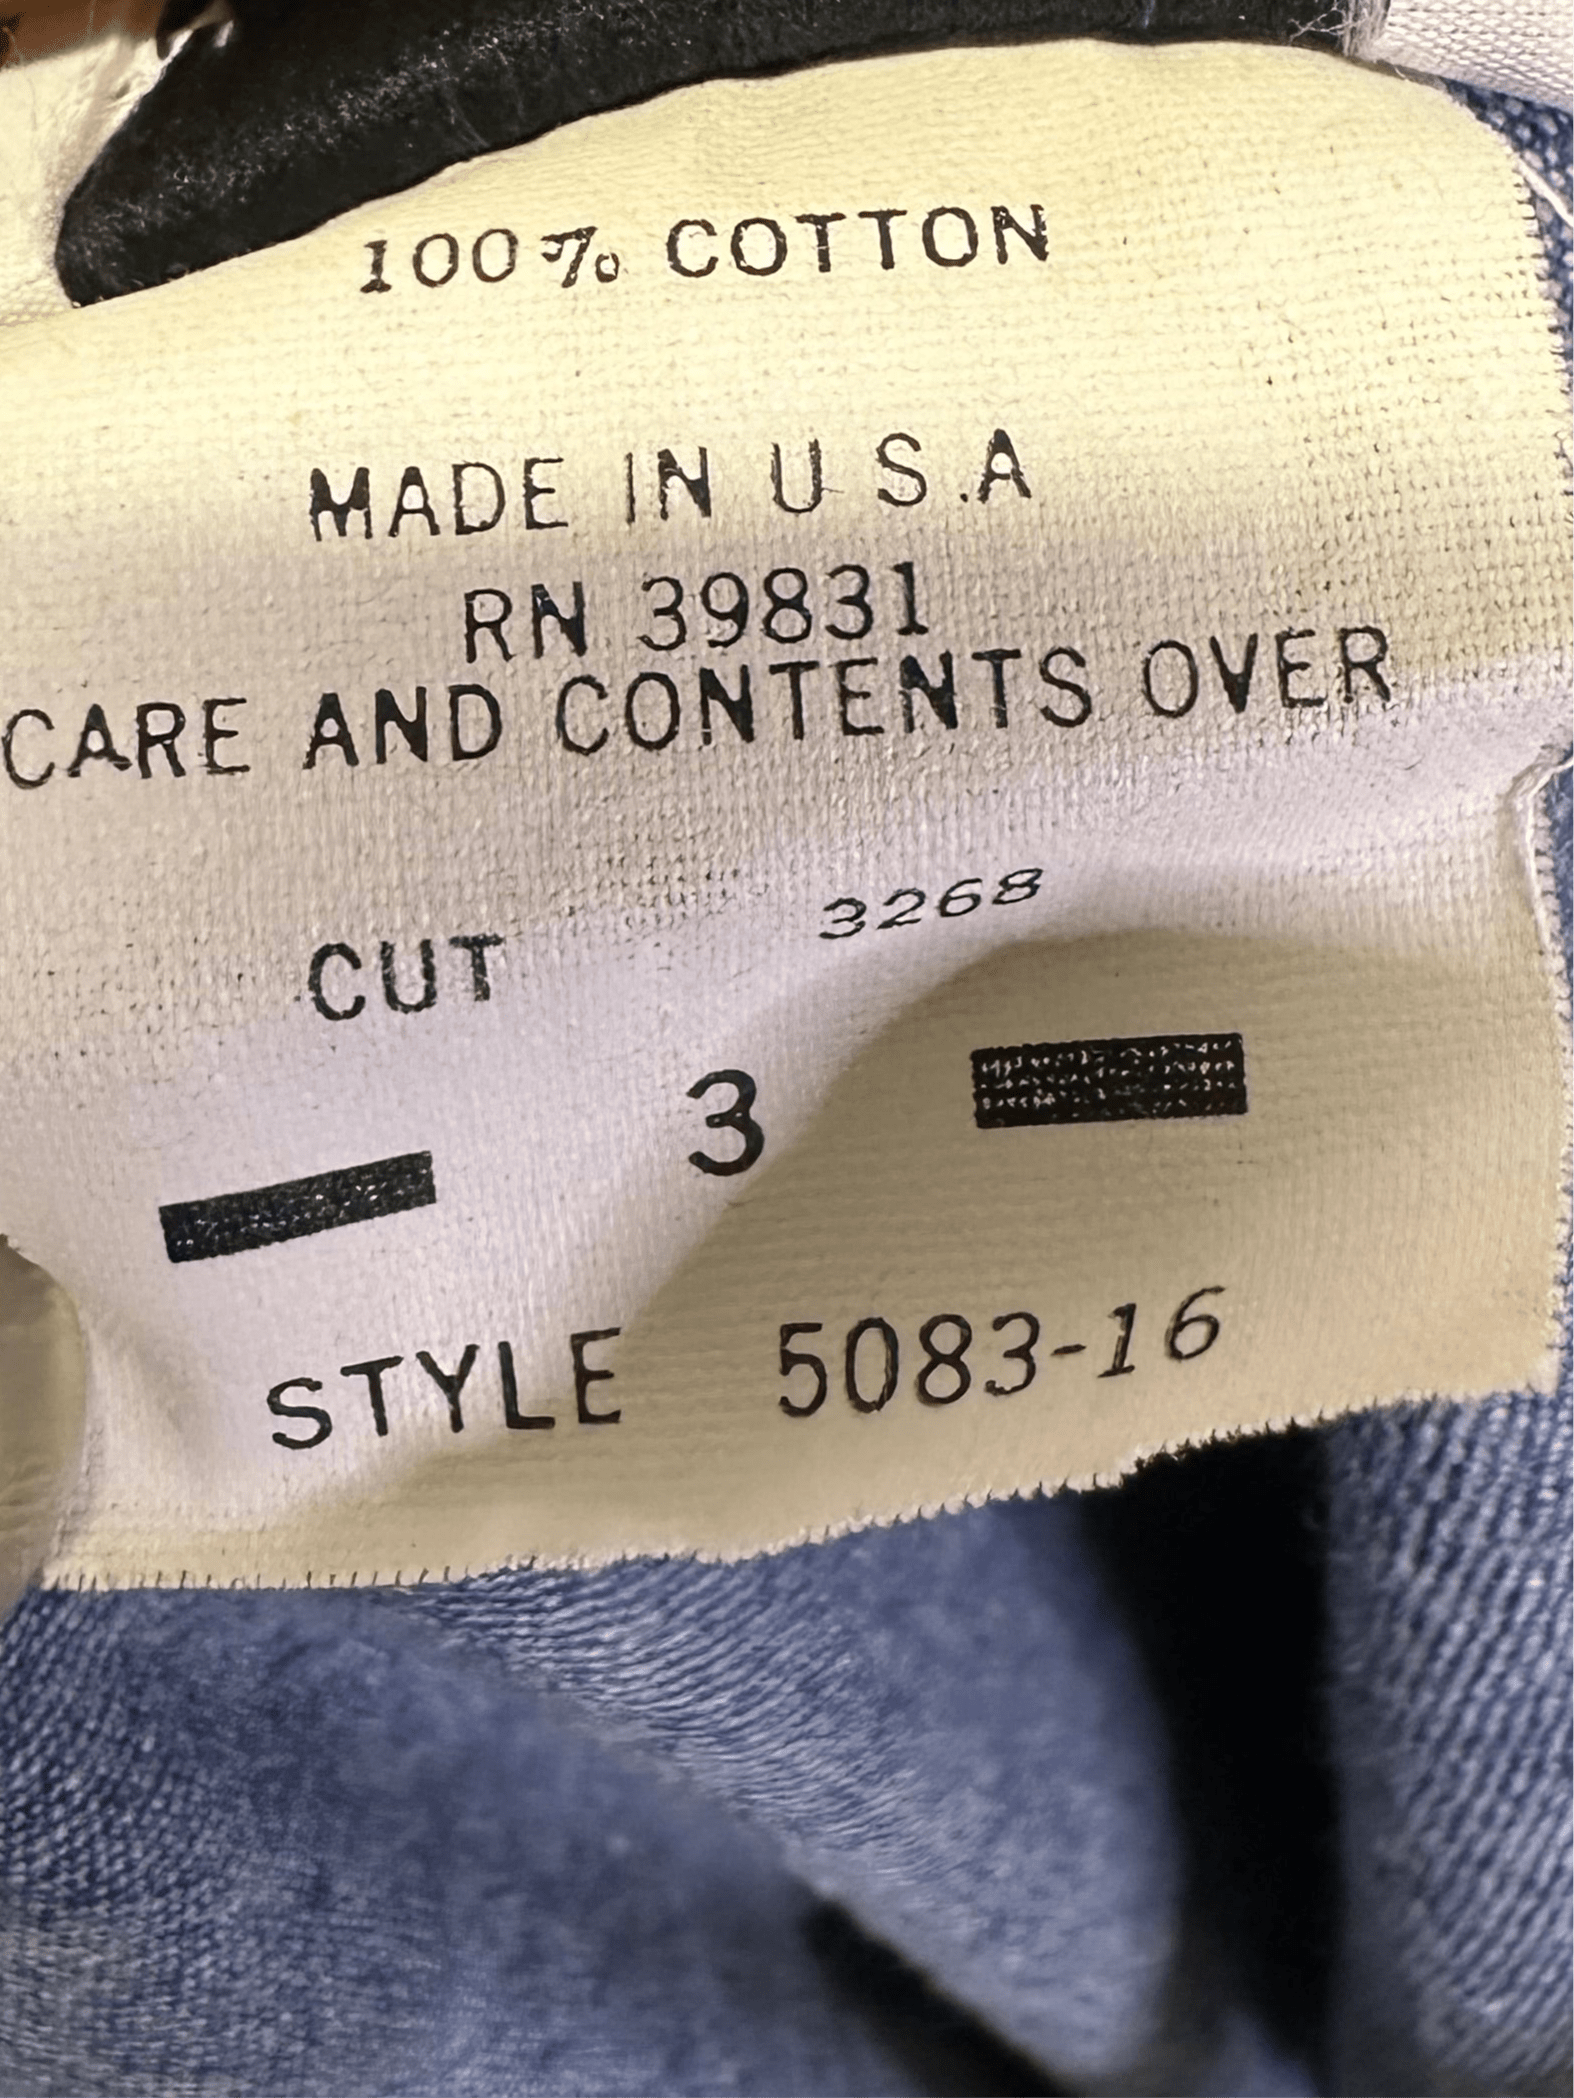 100% COTTON
MADE IN U S.A
RN 39831
CARE AND CONTENTS OVER
CUT 3268
3
STYLE 5083-16